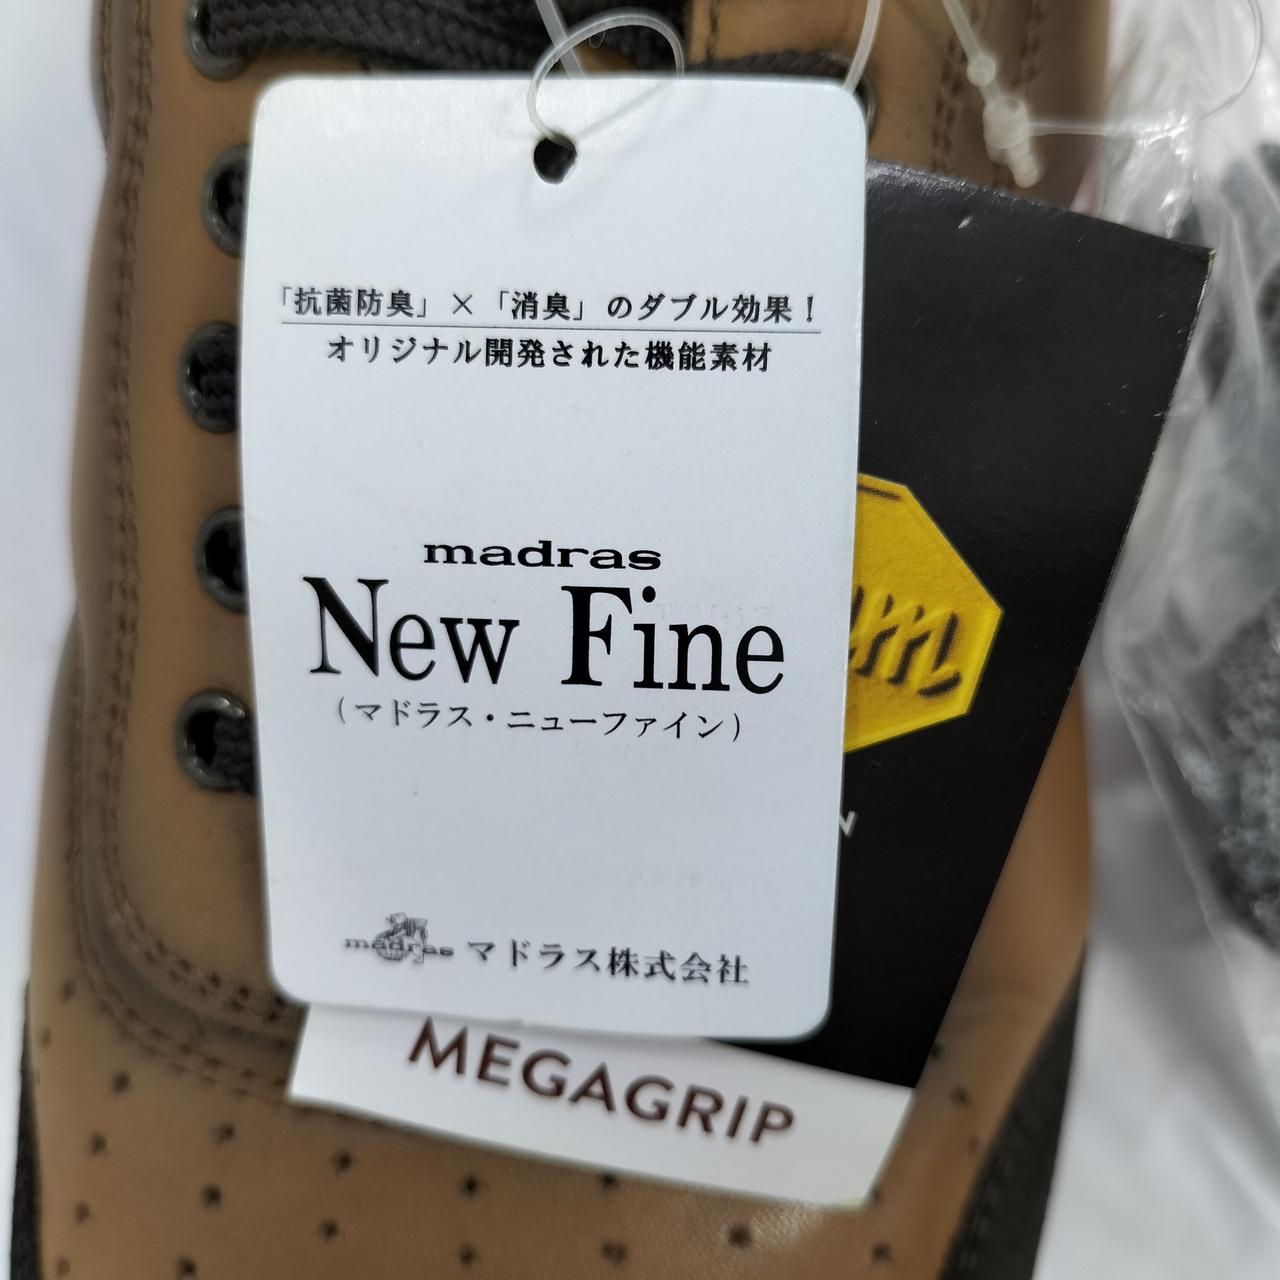 「抗菌防臭」×「消臭」のダブル効果！
オリジナル開発された機能素材
madras
New Fine
（マドラス・ニューファイン）
madras マドラス株式会社
MEGAGRIP